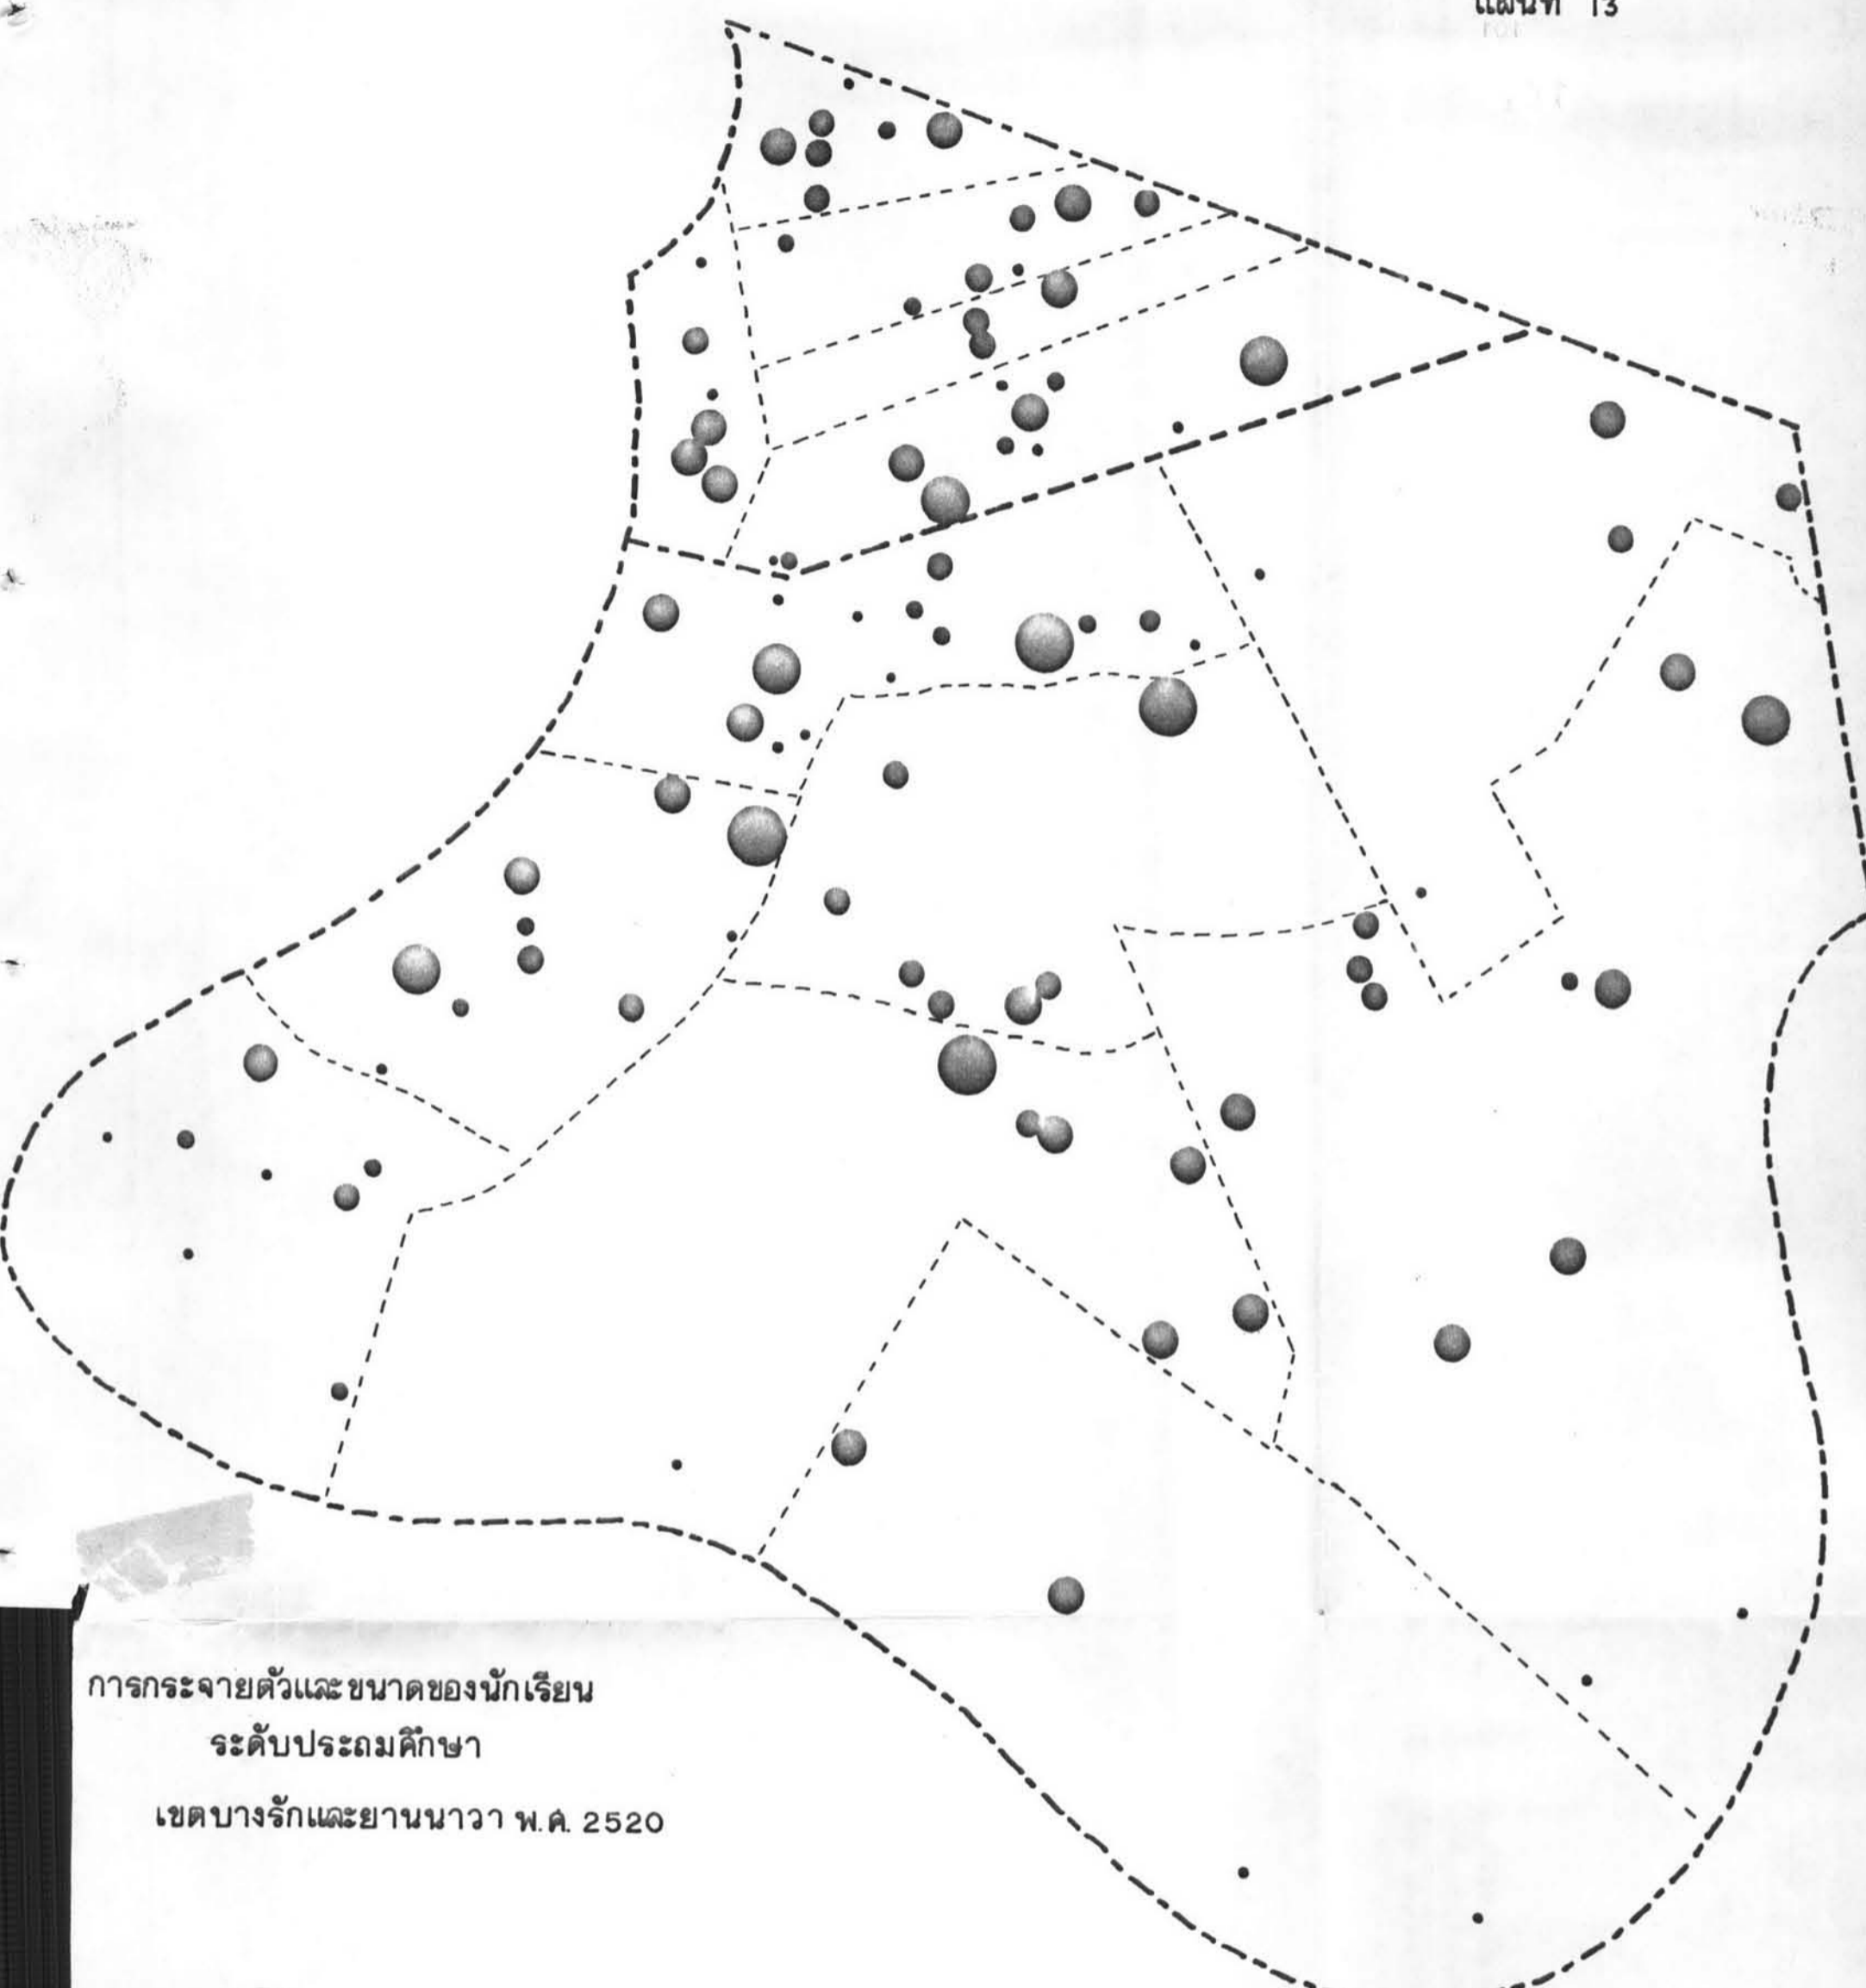 แผนที่ 13
การกระจายตัวและขนาดของนักเรียน
ระดับประถมศึกษา
เขตบางรักและยานนาวา พ.ศ. 2520